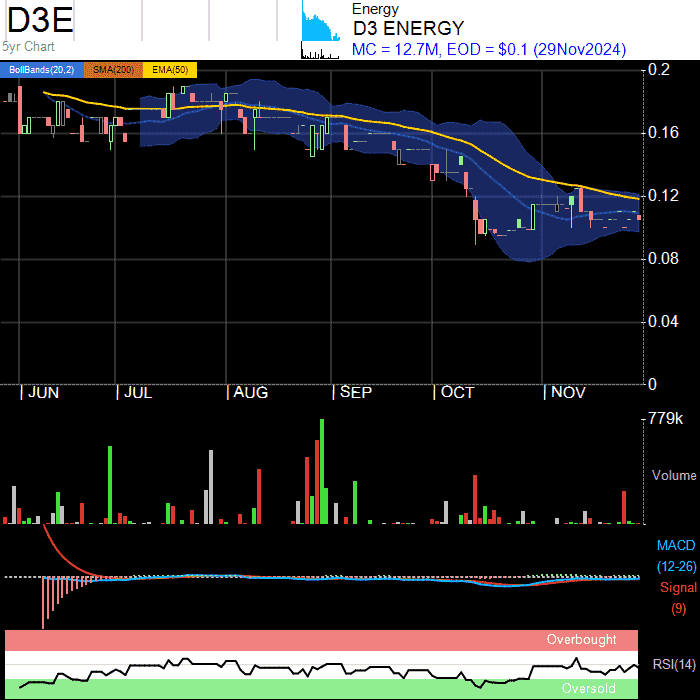 D3E
5yr Chart
Energy
D3 ENERGY
MC = 12.7M, EOD = $0.1 (29Nov2024)
BollBands(20,2) SMA(200) EMA(50)
0.2
0.16
0.12
0.08
0.04
0
JUN JUL AUG SEP OCT NOV
779k
Volume
MACD
(12-26)
Signal
(9)
Overbought
RSI(14)
Oversold